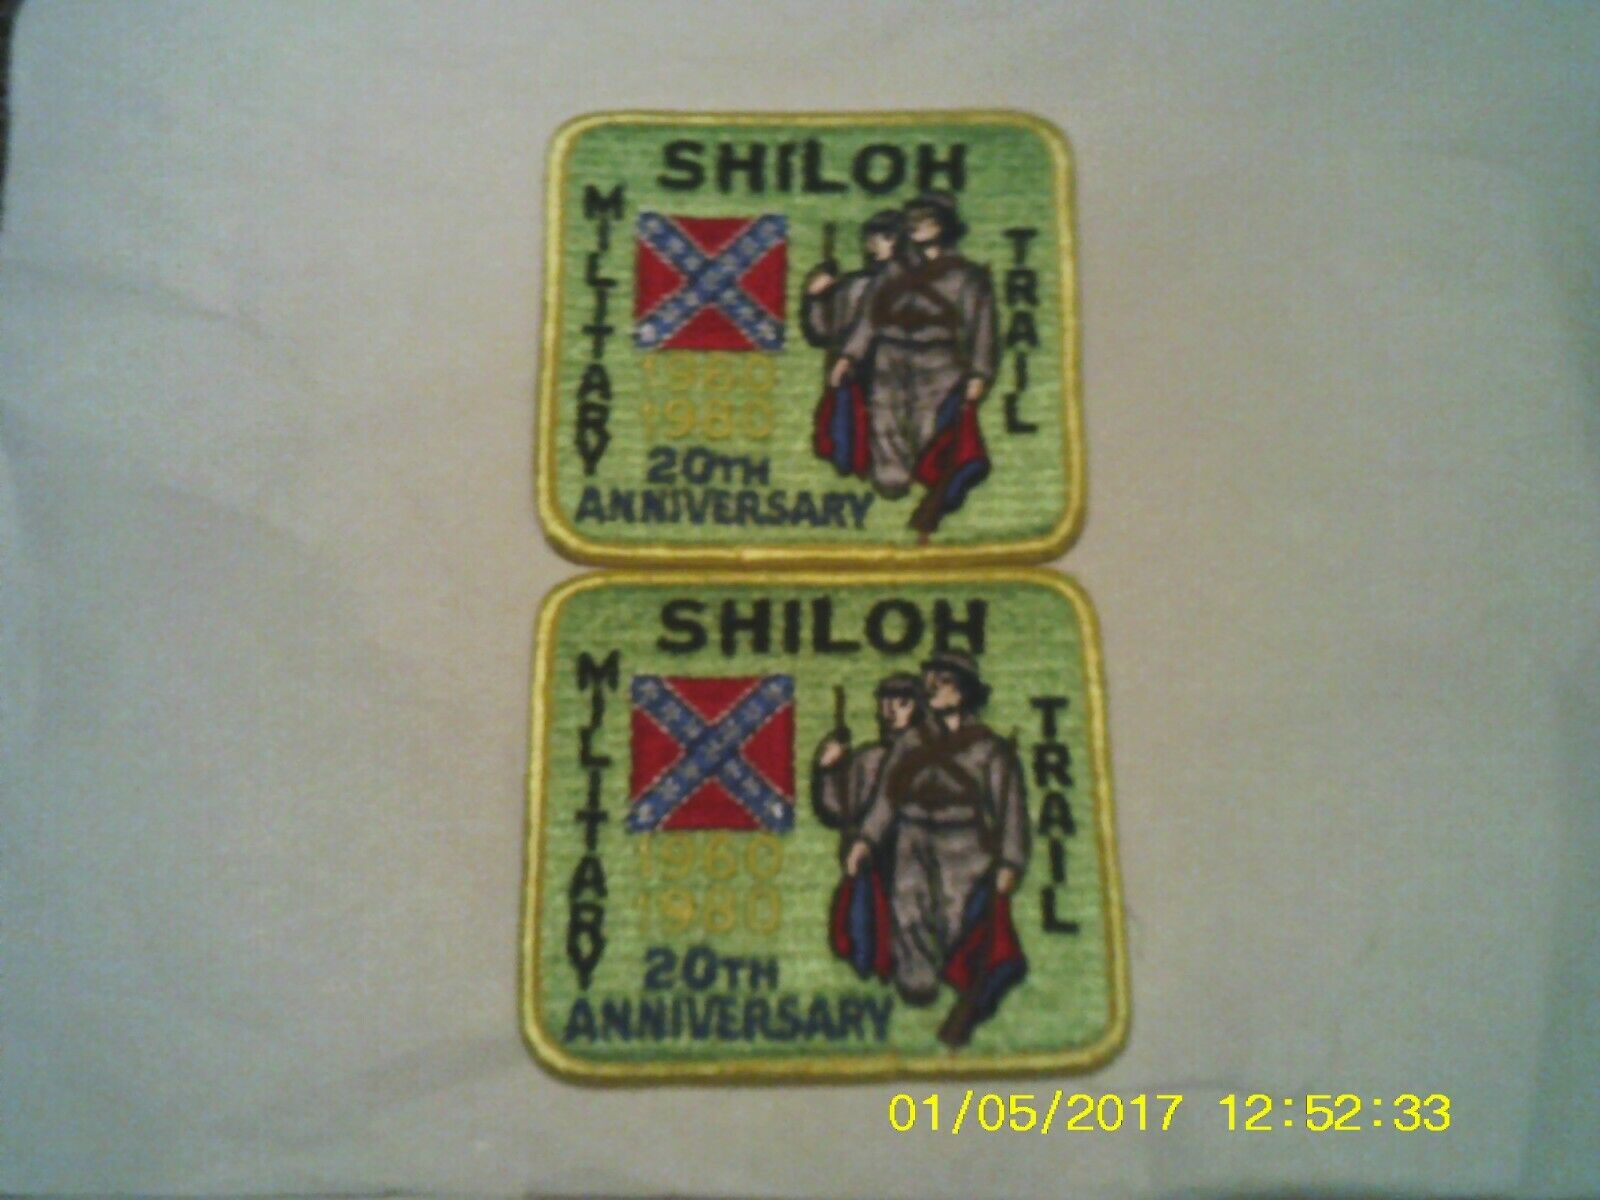 SHILOH
MILITARY
TRAIL
1960
1980
20TH
ANNIVERSARY
SHILOH
MILITARY
TRAIL
1960
1980
20TH
ANNIVERSARY
01/05/2017 12:52:33